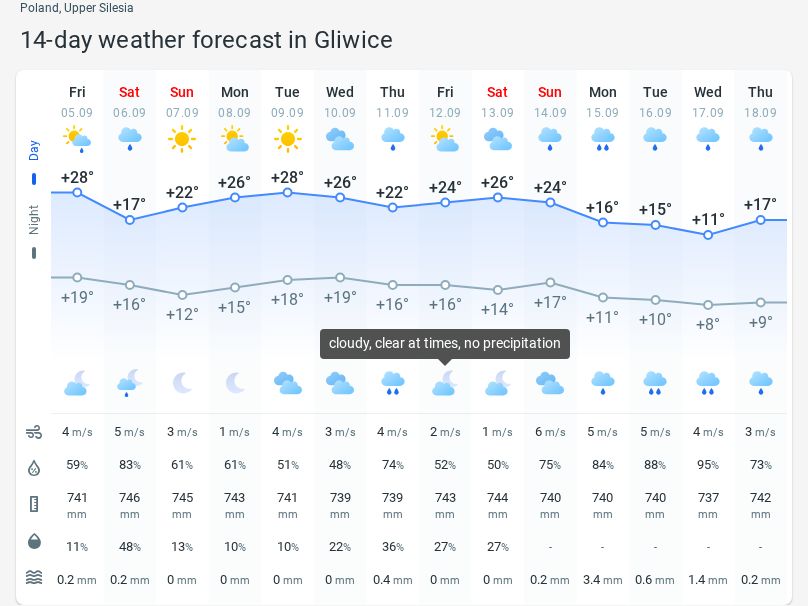 Poland, Upper Silesia
14-day weather forecast in Gliwice
Fri Sat Sun Mon Tue Wed Thu Fri Sat Sun Mon Tue Wed Thu
05.09 06.09 07.09 08.09 09.09 10.09 11.09 12.09 13.09 14.09 15.09 16.09 17.09 18.09
Day
+28° +17° +22° +26° +28° +26° +22° +24° +26° +24° +16° +15° +11° +17°
Night
+19° +16° +12° +15° +18° +19° +16° +16° +14° +17° +11° +10° +8° +9°
cloudy, clear at times, no precipitation
4 m/s 5 m/s 3 m/s 1 m/s 4 m/s 3 m/s 4 m/s 2 m/s 1 m/s 6 m/s 5 m/s 5 m/s 4 m/s 3 m/s
59% 83% 61% 61% 51% 48% 74% 52% 50% 75% 84% 88% 95% 73%
741 746 745 743 741 739 739 743 744 740 740 740 737 742
mm mm mm mm mm mm mm mm mm mm mm mm mm mm
11% 48% 13% 10% 10% 22% 36% 27% 27% - - - - -
0.2 mm 0.2 mm 0 mm 0 mm 0 mm 0 mm 0.4 mm 0 mm 0 mm 0.2 mm 3.4 mm 0.6 mm 1.4 mm 0.2 mm